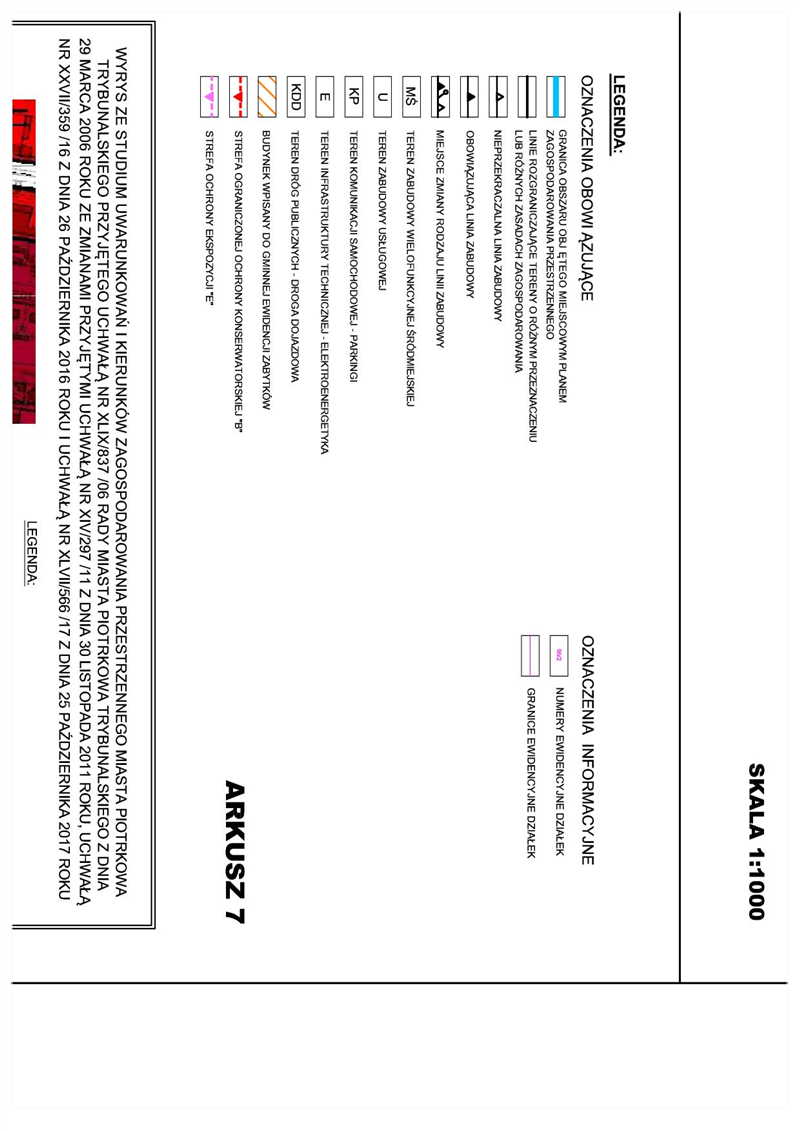 SKALA 1:1000
LEGENDA:
OZNACZENIA OBOWIĄZUJĄCE
GRANICA OBSZARU OBJĘTEGO MIEJSCOWYM PLANEM
ZAGOSPODAROWANIA PRZESTRZENNEGO
LINIE ROZGRANICZAJĄCE TERENY O RÓŻNYM PRZEZNACZENIU
LUB RÓŻNYCH ZASADACH ZAGOSPODAROWANIA
NIEPRZEKRACZALNA LINIA ZABUDOWY
OBOWIĄZUJĄCA LINIA ZABUDOWY
MIEJSCE ZMIANY RODZAJU LINII ZABUDOWY
MŚ TEREN ZABUDOWY WIELOFUNKCYJNEJ ŚRÓDMIEJSKIEJ
U TEREN ZABUDOWY USŁUGOWEJ
KP TEREN KOMUNIKACJI SAMOCHODOWEJ - PARKINGI
E TEREN INFRASTRUKTURY TECHNICZNEJ - ELEKTROENERGETYKA
KDD TEREN DRÓG PUBLICZNYCH - DROGA DOJAZDOWA
BUDYNEK WPISANY DO GMINNEJ EWIDENCJI ZABYTKÓW
STREFA OGRANICZONEJ OCHRONY KONSERWATORSKIEJ "B"
STREFA OCHRONY EKSPOZYCJI "E"
OZNACZENIA INFORMACYJNE
56/2 NUMERY EWIDENCYJNE DZIAŁEK
GRANICE EWIDENCYJNE DZIAŁEK
ARKUSZ 7
WYRYS ZE STUDIUM UWARUNKOWAŃ I KIERUNKÓW ZAGOSPODAROWANIA PRZESTRZENNEGO MIASTA PIOTRKOWA
TRYBUNALSKIEGO PRZYJĘTEGO UCHWAŁĄ NR XLIX/837 /06 RADY MIASTA PIOTRKOWA TRYBUNALSKIEGO Z DNIA
29 MARCA 2006 ROKU ZE ZMIANAMI PRZYJĘTYMI UCHWAŁĄ NR XIV/297 /11 Z DNIA 30 LISTOPADA 2011 ROKU, UCHWAŁĄ
NR XXVII/359 /16 Z DNIA 26 PAŹDZIERNIKA 2016 ROKU I UCHWAŁĄ NR XLVII/566 /17 Z DNIA 25 PAŹDZIERNIKA 2017 ROKU
LEGENDA: